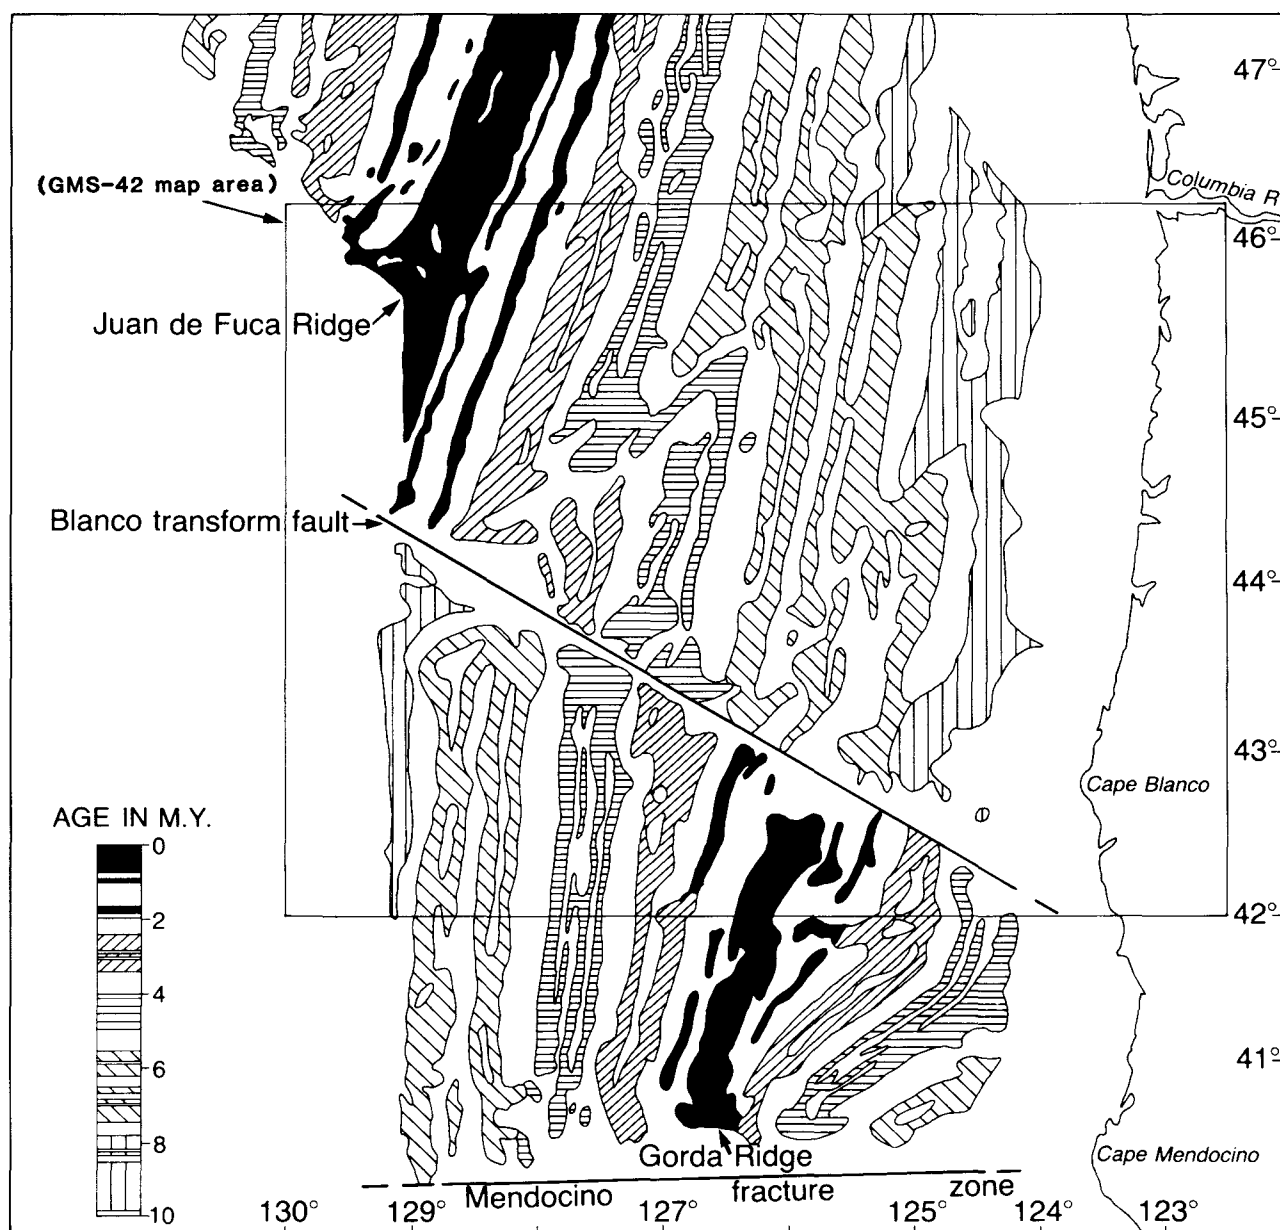 47°
(GMS-42 map area)
Columbia R
46°
Juan de Fuca Ridge
45°
Blanco transform fault
44°
43°
Cape Blanco
AGE IN M.Y.
0
2
42°
4
6
41°
8
Gorda Ridge
Cape Mendocino
Mendocino fracture zone
10
130° 129° 127° 125° 124° 123°